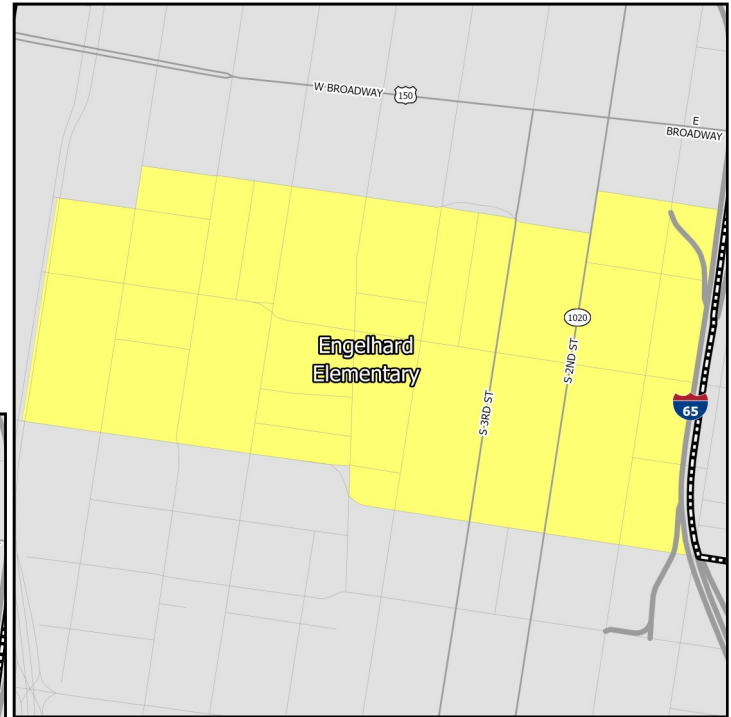 W BROADWAY
150
E
BROADWAY
1020
Engelhard
Elementary
S 2ND ST
S 3RD ST
65